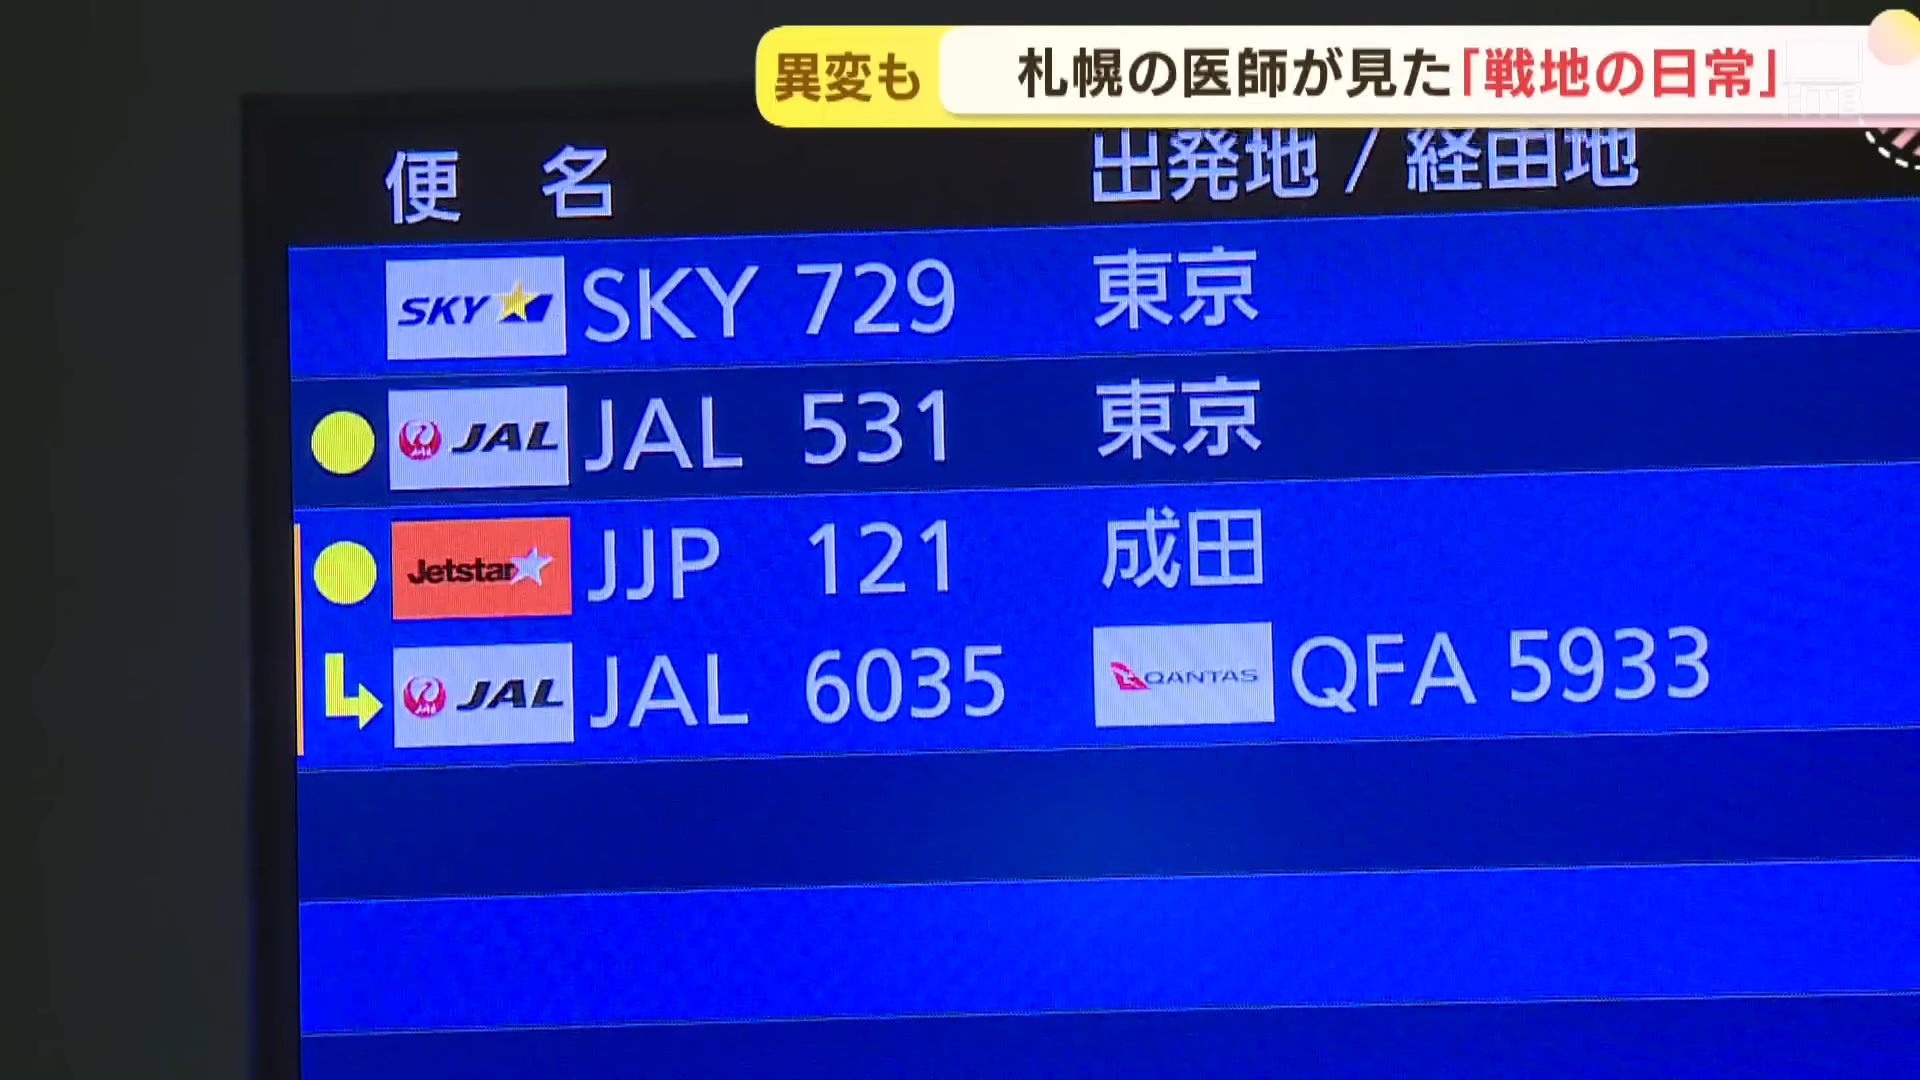 異変も 札幌の医師が見た「戦地の日常」
HTB
便 名 出発地 / 経由地
SKY SKY 729 東京
JAL JAL 531 東京
Jetstar JJP 121 成田
JAL JAL 6035 QANTAS QFA 5933